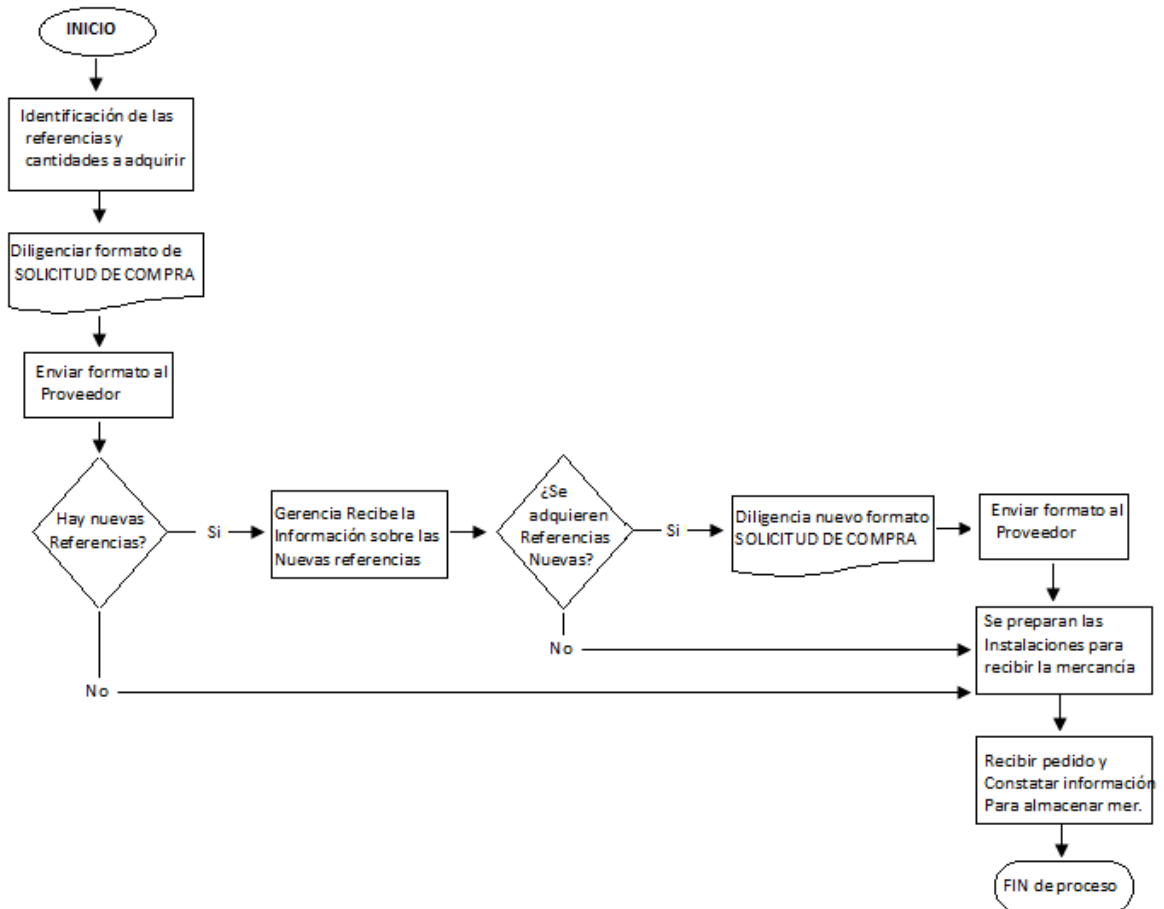 INICIO
Identificación de las
referencias y
cantidades a adquirir
Diligenciar formato de
SOLICITUD DE COMPRA
Enviar formato al
Proveedor
Hay nuevas
Referencias?
Si
Gerencia Recibe la
Información sobre las
Nuevas referencias
¿Se
adquieren
Referencias
Nuevas?
Si
Diligencia nuevo formato
SOLICITUD DE COMPRA
Enviar formato al
Proveedor
No
No
Se preparan las
Instalaciones para
recibir la mercancía
Recibir pedido y
Constatar información
Para almacenar mer.
FIN de proceso